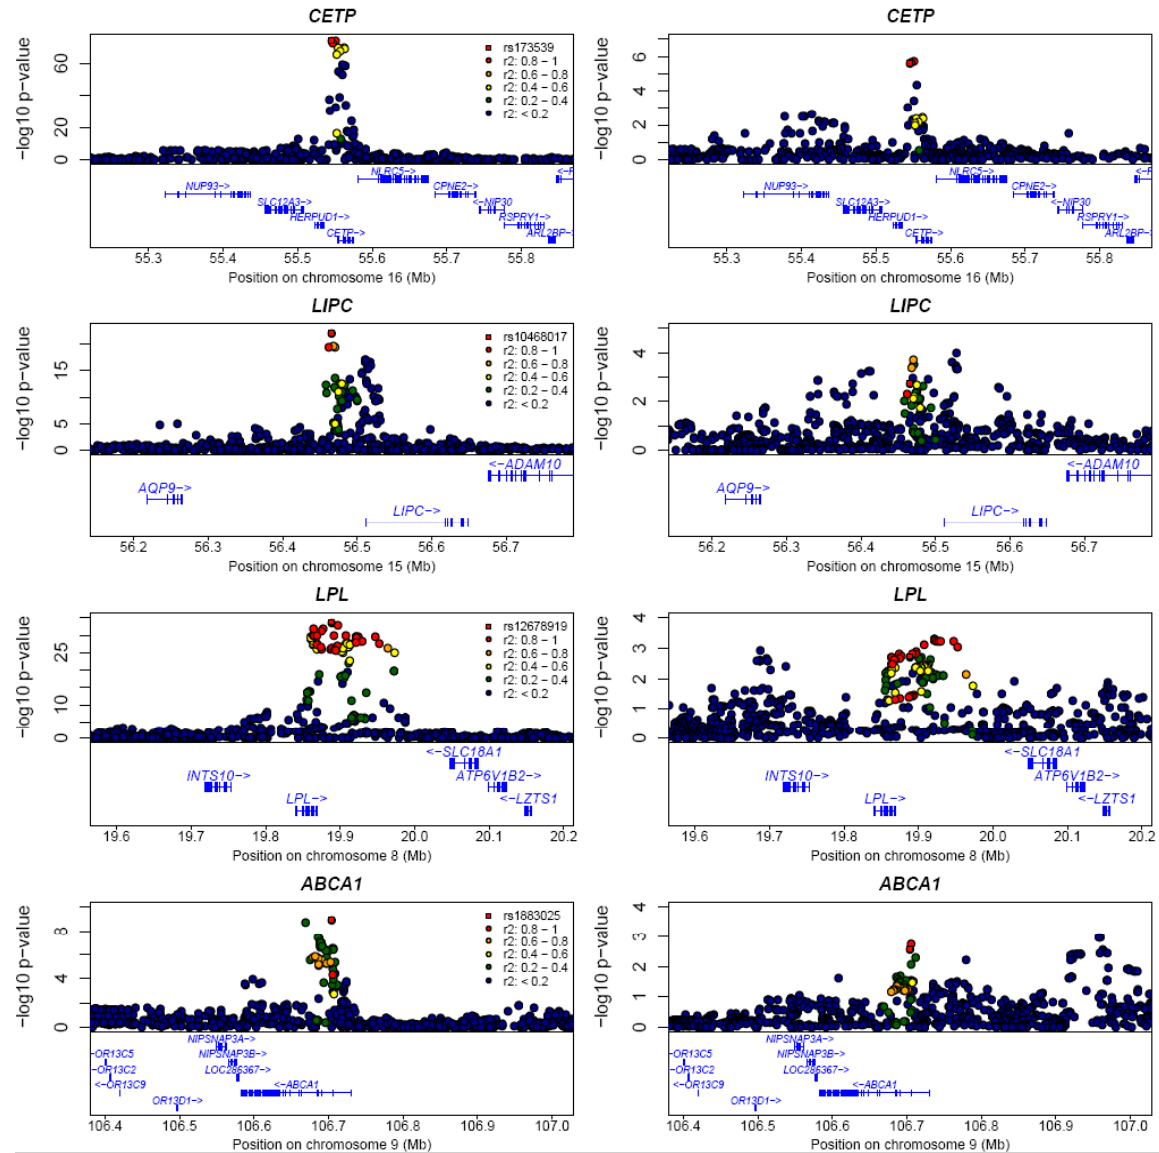 CETP
−log10 p−value
60
20
0
rs173539
r2: 0.8 − 1
r2: 0.6 − 0.8
r2: 0.4 − 0.6
r2: 0.2 − 0.4
r2: < 0.2
NLRC5−>
NUP93−>
CPNE2−>
SLC12A3−>
<−NIP30
HERPUD1−>
RSPRY1−>
CETP−>
ARL2BP−>
55.3 55.4 55.5 55.6 55.7 55.8
Position on chromosome 16 (Mb)
CETP
−log10 p−value
6
4
2
0
NLRC5−>
NUP93−>
CPNE2−>
SLC12A3−>
<−NIP30
HERPUD1−>
RSPRY1−>
CETP−>
ARL2BP−>
55.3 55.4 55.5 55.6 55.7 55.8
Position on chromosome 16 (Mb)
LIPC
−log10 p−value
15
5
0
rs10468017
r2: 0.8 − 1
r2: 0.6 − 0.8
r2: 0.4 − 0.6
r2: 0.2 − 0.4
r2: < 0.2
<−ADAM10
AQP9−>
LIPC−>
56.2 56.3 56.4 56.5 56.6 56.7
Position on chromosome 15 (Mb)
LIPC
−log10 p−value
4
2
0
<−ADAM10
AQP9−>
LIPC−>
56.2 56.3 56.4 56.5 56.6 56.7
Position on chromosome 15 (Mb)
LPL
−log10 p−value
25
10
0
rs12678919
r2: 0.8 − 1
r2: 0.6 − 0.8
r2: 0.4 − 0.6
r2: 0.2 − 0.4
r2: < 0.2
<−SLC18A1
INTS10−>
ATP6V1B2−>
LPL−>
<−LZTS1
19.6 19.7 19.8 19.9 20.0 20.1 20.2
Position on chromosome 8 (Mb)
LPL
−log10 p−value
4
3
2
1
0
<−SLC18A1
INTS10−>
ATP6V1B2−>
LPL−>
<−LZTS1
19.6 19.7 19.8 19.9 20.0 20.1 20.2
Position on chromosome 8 (Mb)
ABCA1
−log10 p−value
8
4
0
rs1883025
r2: 0.8 − 1
r2: 0.6 − 0.8
r2: 0.4 − 0.6
r2: 0.2 − 0.4
r2: < 0.2
NIPSNAP3A−>
−OR13C5
NIPSNAP3B−>
−OR13C2
LOC286367−>
<−OR13C9
<−ABCA1
OR13D1−>
106.4 106.5 106.6 106.7 106.8 106.9 107.0
Position on chromosome 9 (Mb)
ABCA1
−log10 p−value
4
3
2
1
0
NIPSNAP3A−>
−OR13C5
NIPSNAP3B−>
−OR13C2
LOC286367−>
<−OR13C9
<−ABCA1
OR13D1−>
106.4 106.5 106.6 106.7 106.8 106.9 107.0
Position on chromosome 9 (Mb)